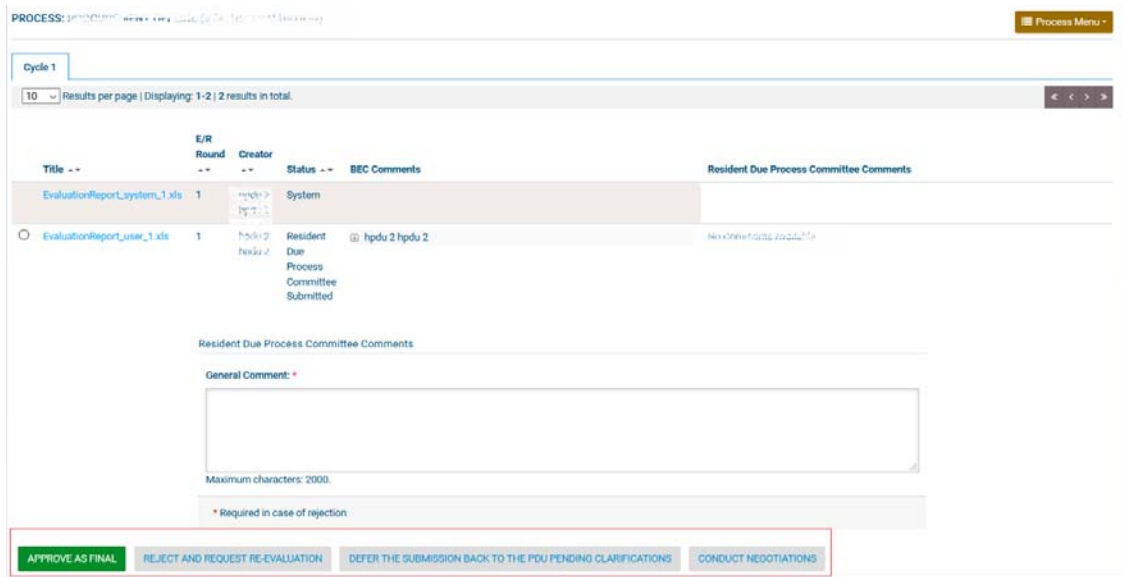 PROCESS:
Process Menu
Cycle 1
10 Results per page | Displaying: 1-2 | 2 results in total.
« < > »
E/R
Round Creator
Title Status BEC Comments Resident Due Process Committee Comments
EvaluationReport_system_1.xls 1 System
EvaluationReport_user_1.xls 1 hpdu 2 Resident hpdu 2 hpdu 2 No Comments Available
hpdu 2 Due
Process
Committee
Submitted
Resident Due Process Committee Comments
General Comment: *
Maximum characters: 2000.
* Required in case of rejection
APPROVE AS FINAL REJECT AND REQUEST RE-EVALUATION DEFER THE SUBMISSION BACK TO THE PDU PENDING CLARIFICATIONS CONDUCT NEGOTIATIONS